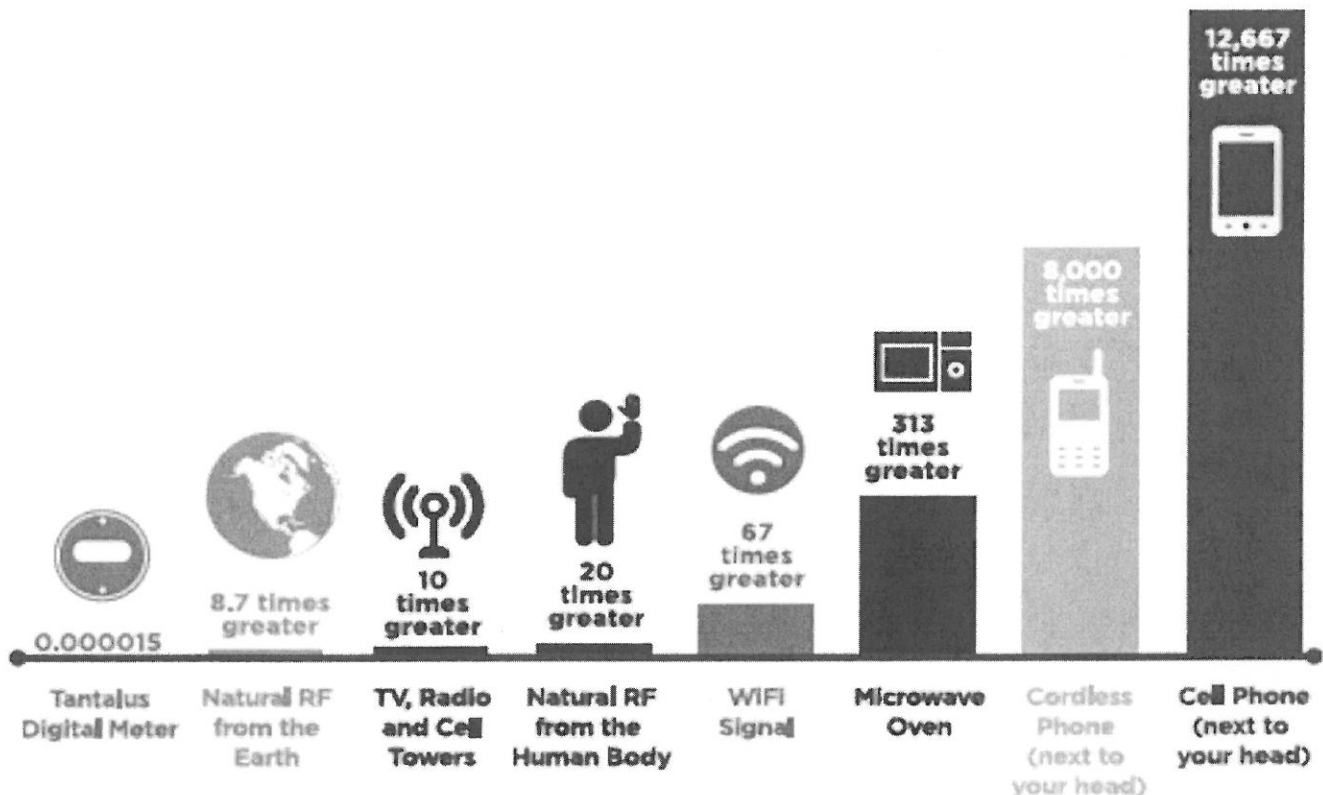 12,667
times
greater
8,000
times
greater
313
times
greater
67
times
greater
20
times
greater
10
times
greater
8.7 times
greater
0.000015
Tantalus
Digital Meter
Natural RF
from the
Earth
TV, Radio
and Cell
Towers
Natural RF
from the
Human Body
WiFi
Signal
Microwave
Oven
Cordless
Phone
(next to
your head)
Cell Phone
(next to
your head)